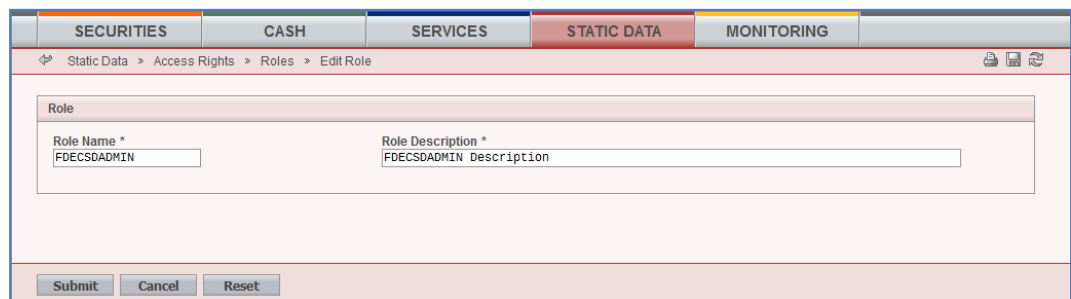 SECURITIES CASH SERVICES STATIC DATA MONITORING
Static Data » Access Rights » Roles » Edit Role
Role
Role Name * Role Description *
FDECSDADMIN FDECSDADMIN Description
Submit Cancel Reset